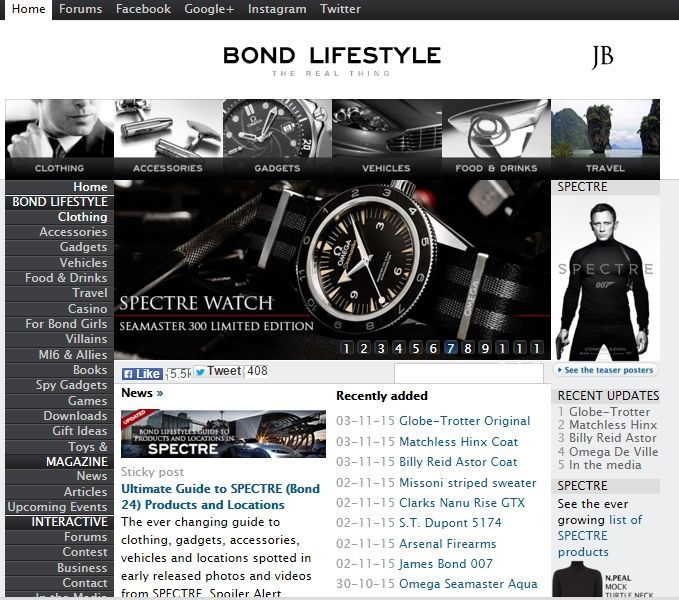 Home Forums Facebook Google+ Instagram Twitter
BOND LIFESTYLE
THE REAL THING
JB
CLOTHING ACCESSORIES GADGETS VEHICLES FOOD & DRINKS TRAVEL
Home
BOND LIFESTYLE
Clothing
Accessories
Gadgets
Vehicles
Food & Drinks
Travel
Casino
For Bond Girls
Villains
MI6 & Allies
Books
Spy Gadgets
Games
Downloads
Gift Ideas
Toys &
MAGAZINE
News
Articles
Upcoming Events
INTERACTIVE
Forums
Contest
Business
Contact
In the Media
OMEGA
SPECTRE WATCH
SEAMASTER 300 LIMITED EDITION
1 2 3 4 5 6 7 8 9 1 1 1
Like 5.5k Tweet 408
News »
UPDATED
BOND LIFESTYLE'S GUIDE TO
PRODUCTS AND LOCATIONS IN
SPECTRE
Sticky post
Ultimate Guide to SPECTRE (Bond
24) Products and Locations
The ever changing guide to
clothing, gadgets, accessories,
vehicles and locations spotted in
early released photos and videos
from SPECTRE. Spoiler Alert
Recently added
03-11-15 Globe-Trotter Original
03-11-15 Matchless Hinx Coat
03-11-15 Billy Reid Astor Coat
02-11-15 Missoni striped sweater
02-11-15 Clarks Nanu Rise GTX
02-11-15 S.T. Dupont 5174
02-11-15 Arsenal Firearms
02-11-15 James Bond 007
30-10-15 Omega Seamaster Aqua
SPECTRE
SPECTRE
007
COMING SOON
See the teaser posters
RECENT UPDATES
1 Globe-Trotter
2 Matchless Hinx
3 Billy Reid Astor
4 Omega De Ville
5 In the media
SPECTRE
See the ever
growing list of
SPECTRE
products
N.PEAL
MOCK
TURTLE NECK